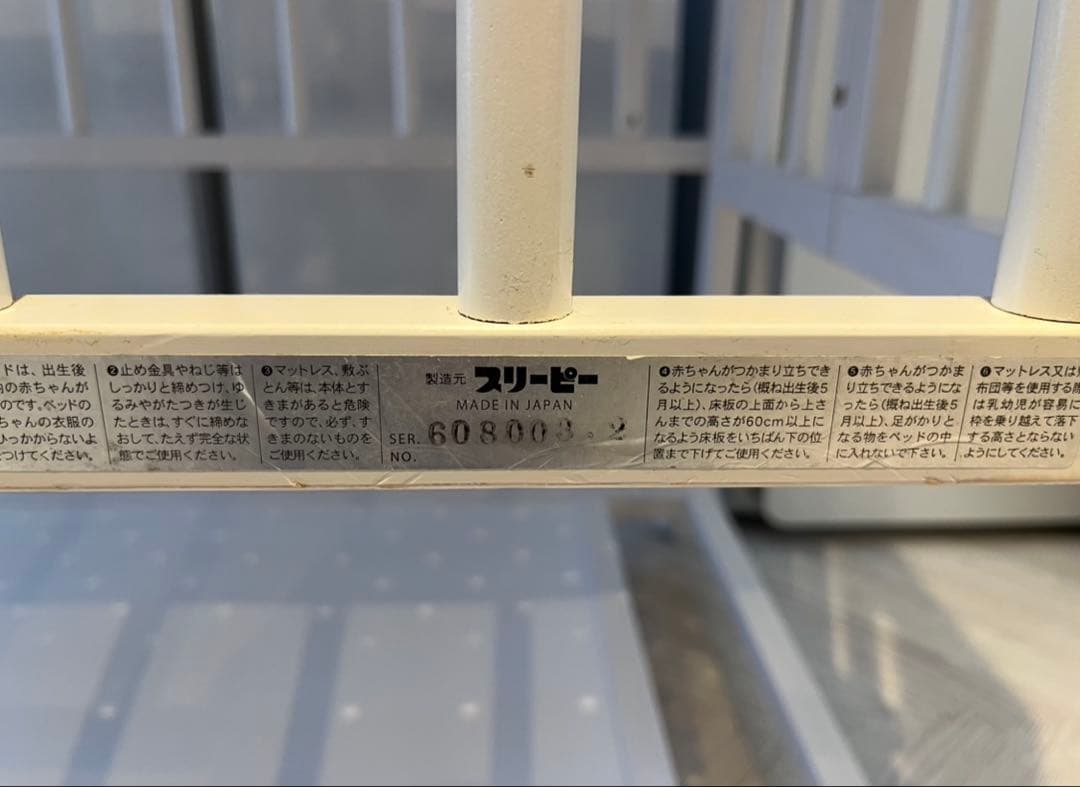 ドは、出生後
内の赤ちゃんが
のです。ベッドの
ちゃんの衣服の
ひっかからないよ
つけてください。
❷止め金具やねじ等は
しっかりと締めつけ、ゆ
るみやがたつきが生じ
たときは、すぐに締めな
おして、たえず完全な状
態でご使用ください。
❸マットレス、敷ぶ
とん等は、本体とす
きまがあると危険
ですので、必ず、す
きまのないものを
ご使用ください。
製造元 スリーピー
MADE IN JAPAN
SER. 608003.2
NO.
❹赤ちゃんがつかまり立ちでき
るようになったら(概ね出生後5
月以上)、床板の上面から上さ
んまでの高さが60cm以上に
なるよう床板をいちばん下の位
置まで下げてご使用ください。
❺赤ちゃんがつかま
り立ちできるようにな
ったら(概ね出生後5
月以上)、足がかりと
なる物をベッドの中
に入れないで下さい。
❻マットレス又は
布団等を使用する際
は乳幼児が容易に
枠を乗り越えて落下
する高さとならない
ようにしてください。